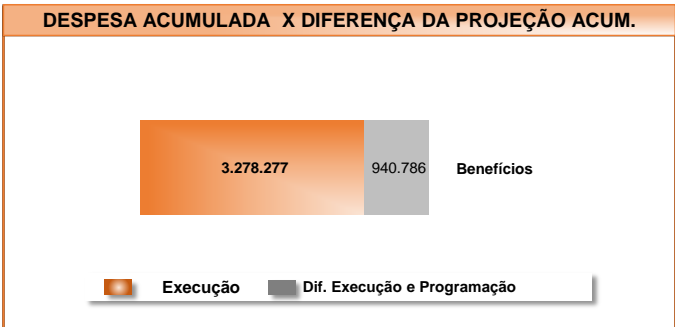 DESPESA ACUMULADA X DIFERENÇA DA PROJEÇÃO ACUM.
3.278.277 940.786 Benefícios
Execução Dif. Execução e Programação